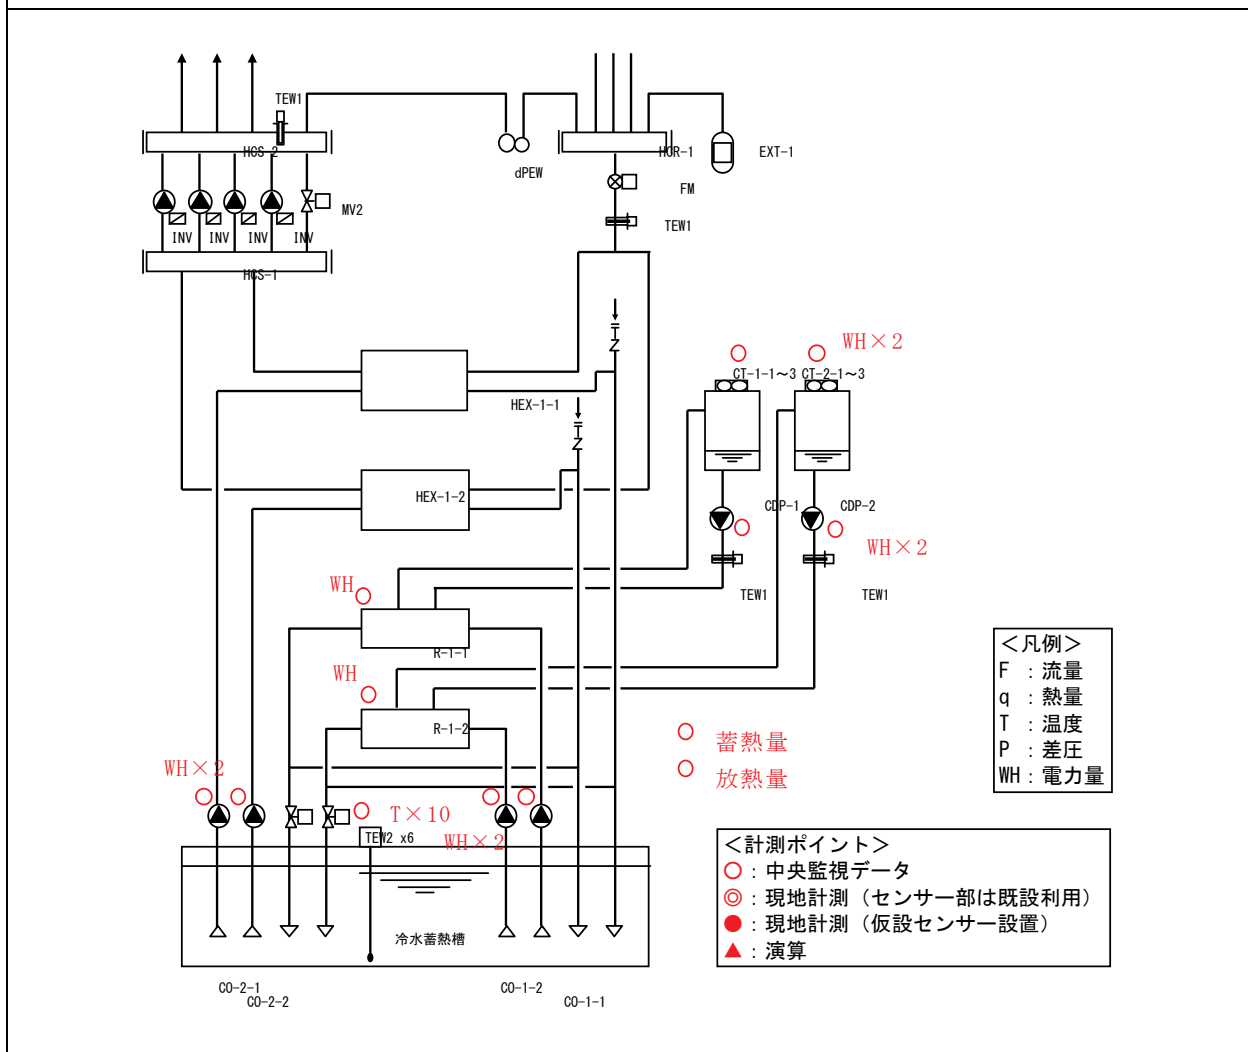 TEW1
HCS-2
dPEW
HCR-1
EXT-1
FM
MV2
TEW1
INV
INV
INV
INV
HCS-1
WH×2
CT-1-1～3
CT-2-1～3
HEX-1-1
HEX-1-2
CDP-1
CDP-2
WH×2
WH
TEW1
TEW1
R-1-1
WH
R-1-2
蓄熱量
放熱量
WH×2
T×10
TEW2 x6
WH×2
冷水蓄熱槽
CO-2-1
CO-2-2
CO-1-2
CO-1-1
＜凡例＞
F ：流量
q ：熱量
T ：温度
P ：差圧
WH：電力量
＜計測ポイント＞
○：中央監視データ
◎：現地計測（センサー部は既設利用）
●：現地計測（仮設センサー設置）
▲：演算